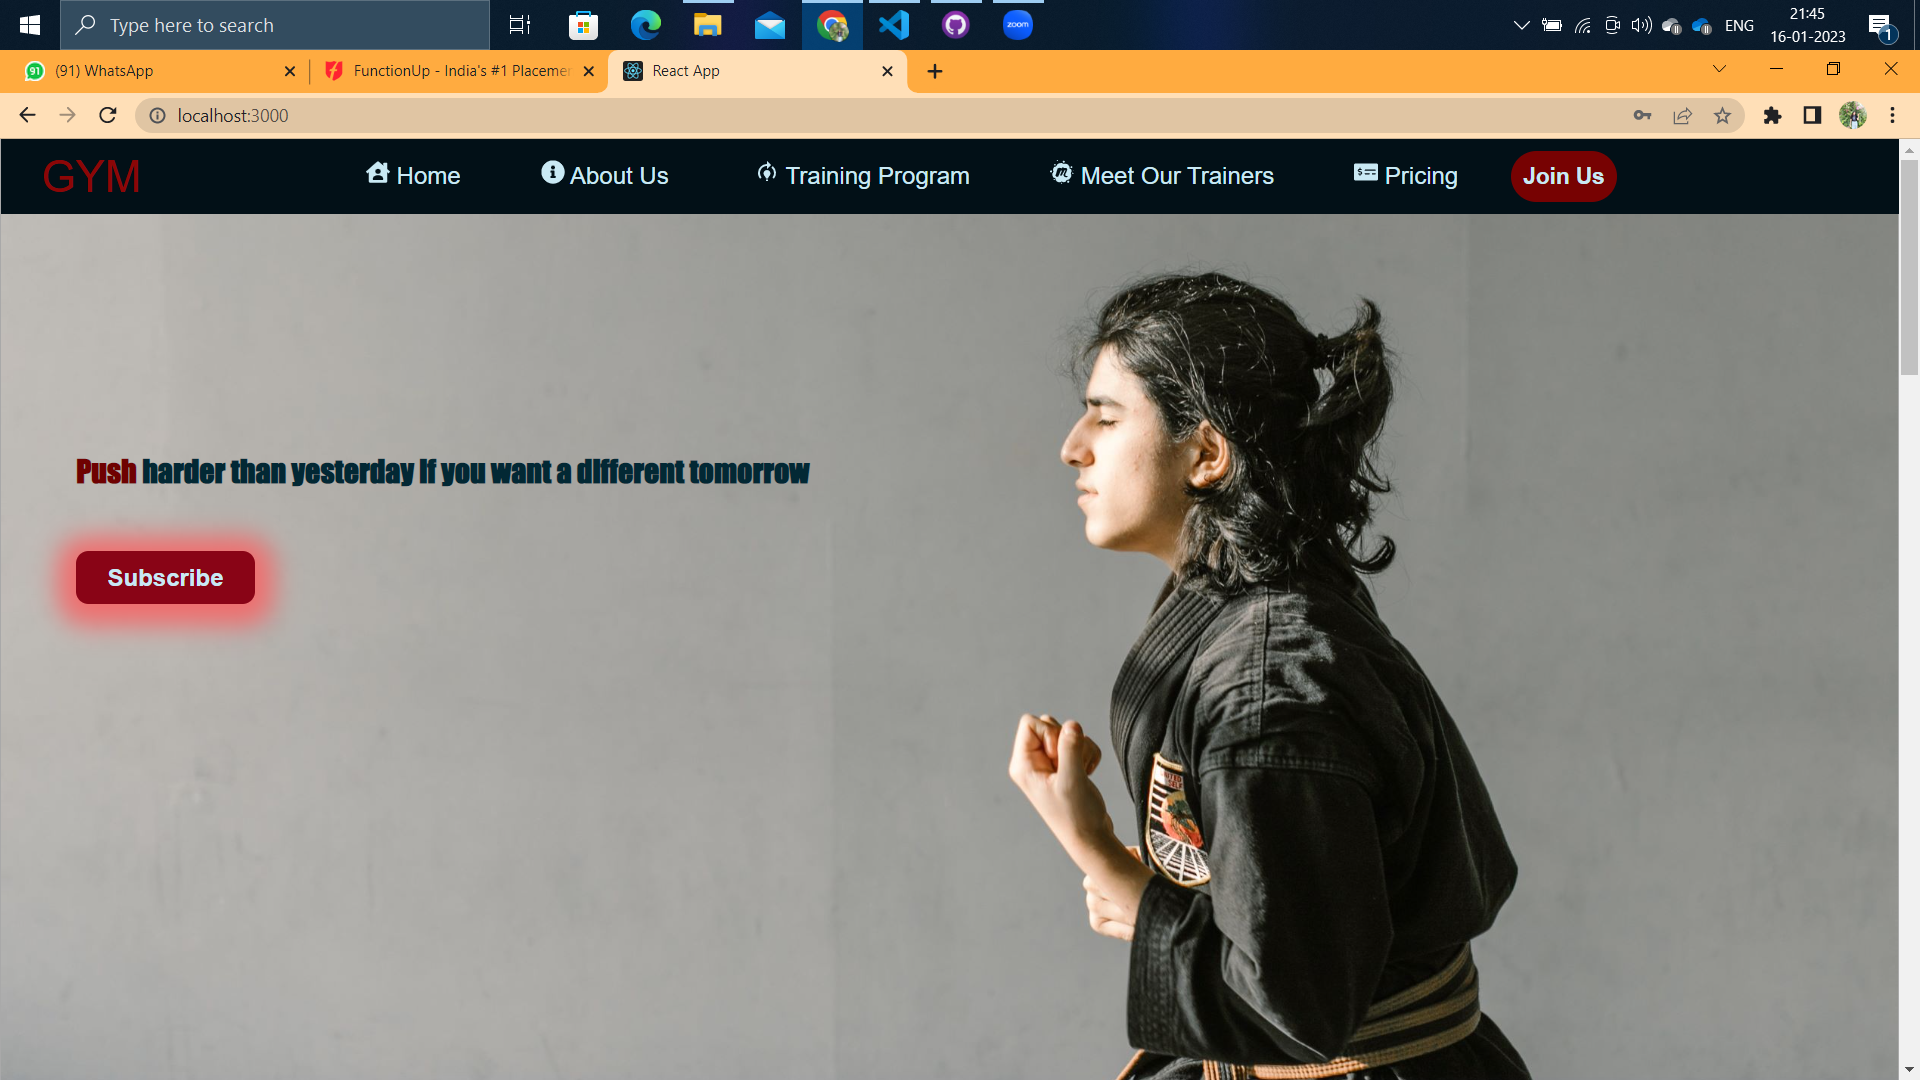 Type here to search
zoom
ENG
21:45
16-01-2023
1
91
(91) WhatsApp
FunctionUp - India's #1 Placemen
React App
localhost:3000
GYM
Home
About Us
Training Program
Meet Our Trainers
Pricing
Join Us
Push harder than yesterday if you want a different tomorrow
Subscribe